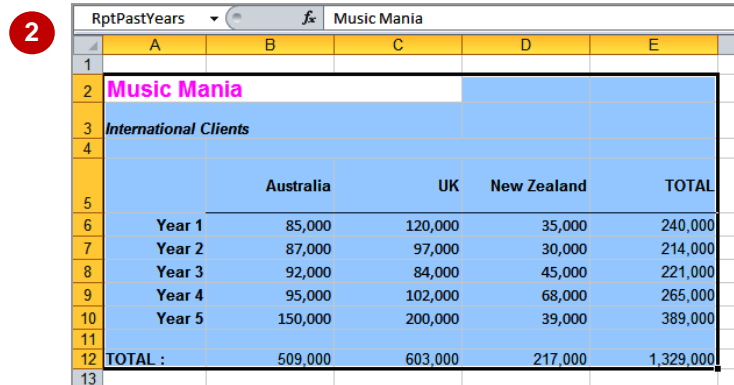 2
RptPastYears fx Music Mania
A B C D E
1
2 Music Mania
3 International Clients
4
5 Australia UK New Zealand TOTAL
6 Year 1 85,000 120,000 35,000 240,000
7 Year 2 87,000 97,000 30,000 214,000
8 Year 3 92,000 84,000 45,000 221,000
9 Year 4 95,000 102,000 68,000 265,000
10 Year 5 150,000 200,000 39,000 389,000
11
12 TOTAL : 509,000 603,000 217,000 1,329,000
13